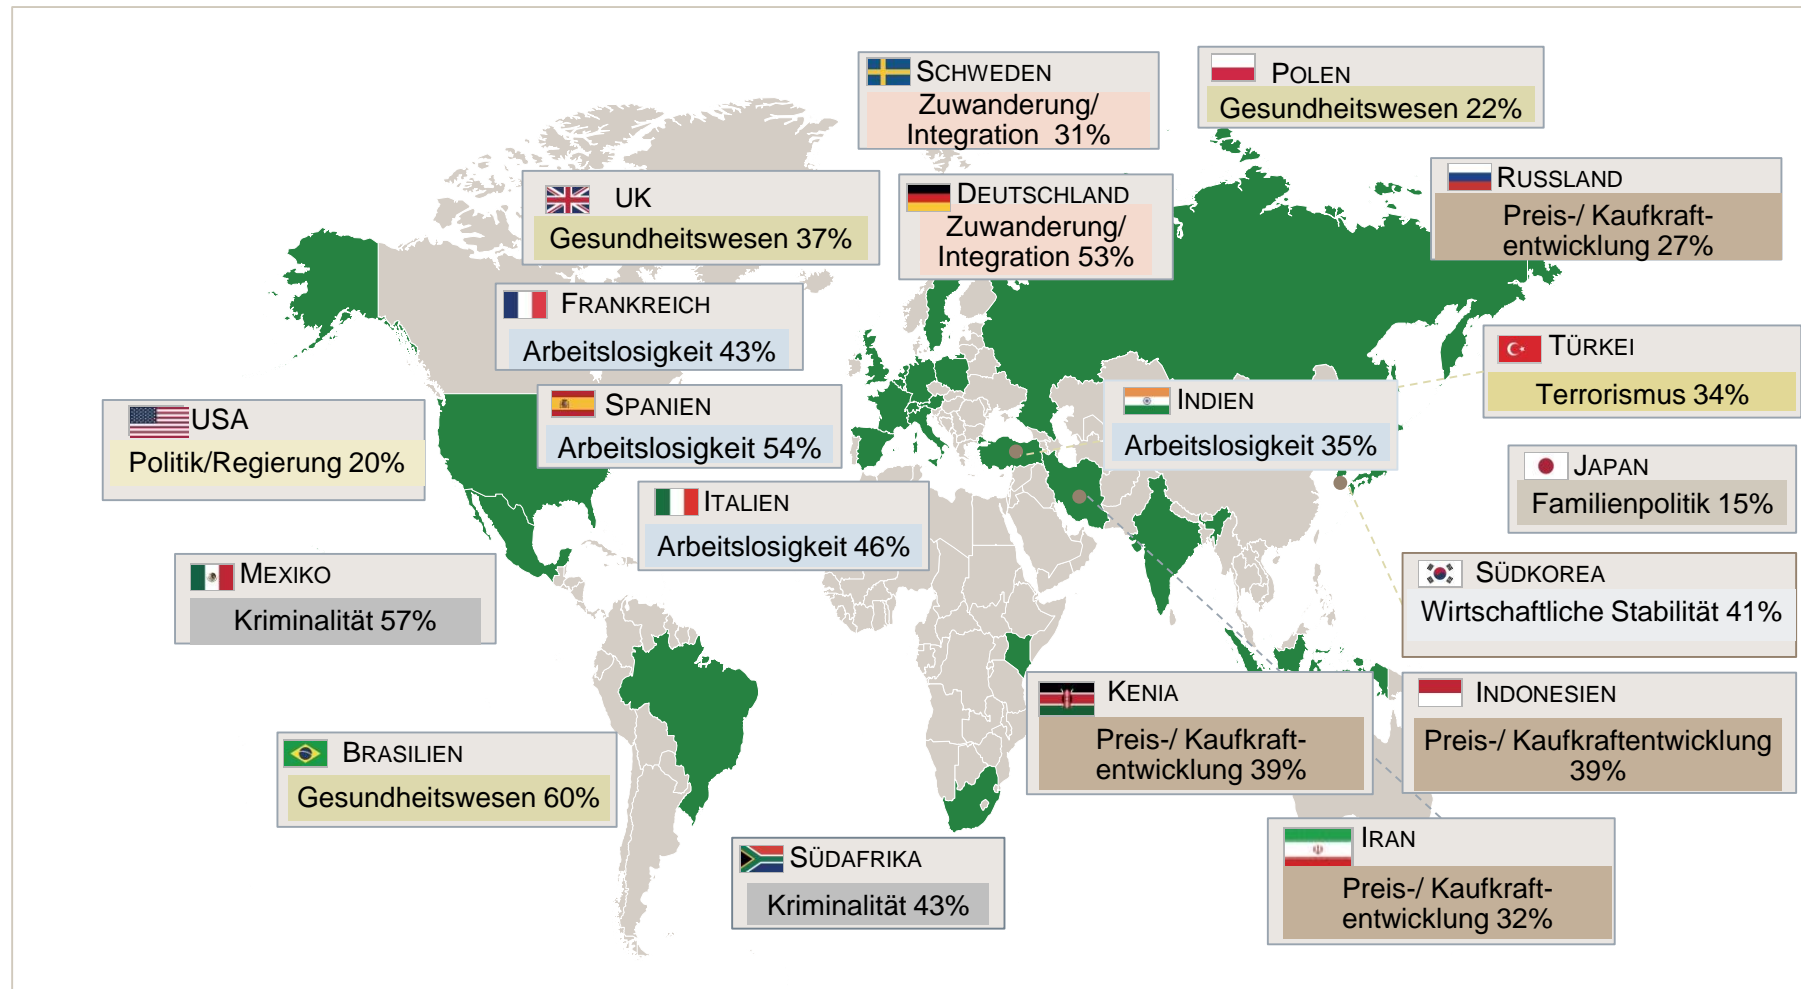 SCHWEDEN
Zuwanderung/
Integration 31%
POLEN
Gesundheitswesen 22%
UK
Gesundheitswesen 37%
DEUTSCHLAND
Zuwanderung/
Integration 53%
RUSSLAND
Preis-/ Kaufkraft-
entwicklung 27%
FRANKREICH
Arbeitslosigkeit 43%
TÜRKEI
Terrorismus 34%
USA
Politik/Regierung 20%
SPANIEN
Arbeitslosigkeit 54%
INDIEN
Arbeitslosigkeit 35%
JAPAN
Familienpolitik 15%
ITALIEN
Arbeitslosigkeit 46%
MEXIKO
Kriminalität 57%
SÜDKOREA
Wirtschaftliche Stabilität 41%
KENIA
Preis-/ Kaufkraft-
entwicklung 39%
INDONESIEN
Preis-/ Kaufkraftentwicklung
39%
BRASILIEN
Gesundheitswesen 60%
SÜDAFRIKA
Kriminalität 43%
IRAN
Preis-/ Kaufkraft-
entwicklung 32%